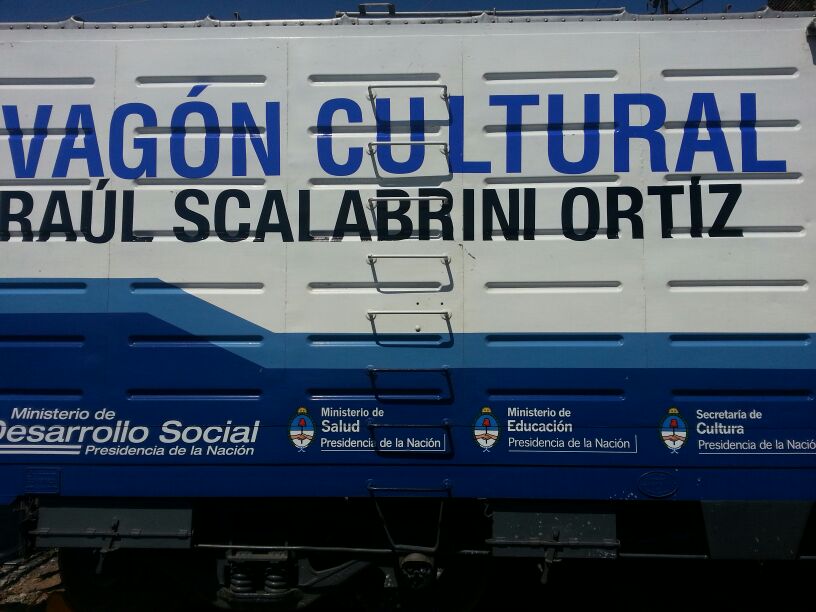 VAGÓN CULTURAL
RAÚL SCALABRINI ORTÍZ
Ministerio de
Desarrollo Social
Presidencia de la Nación
Ministerio de
Salud
Presidencia de la Nación
Ministerio de
Educación
Presidencia de la Nación
Secretaría de
Cultura
Presidencia de la Nació